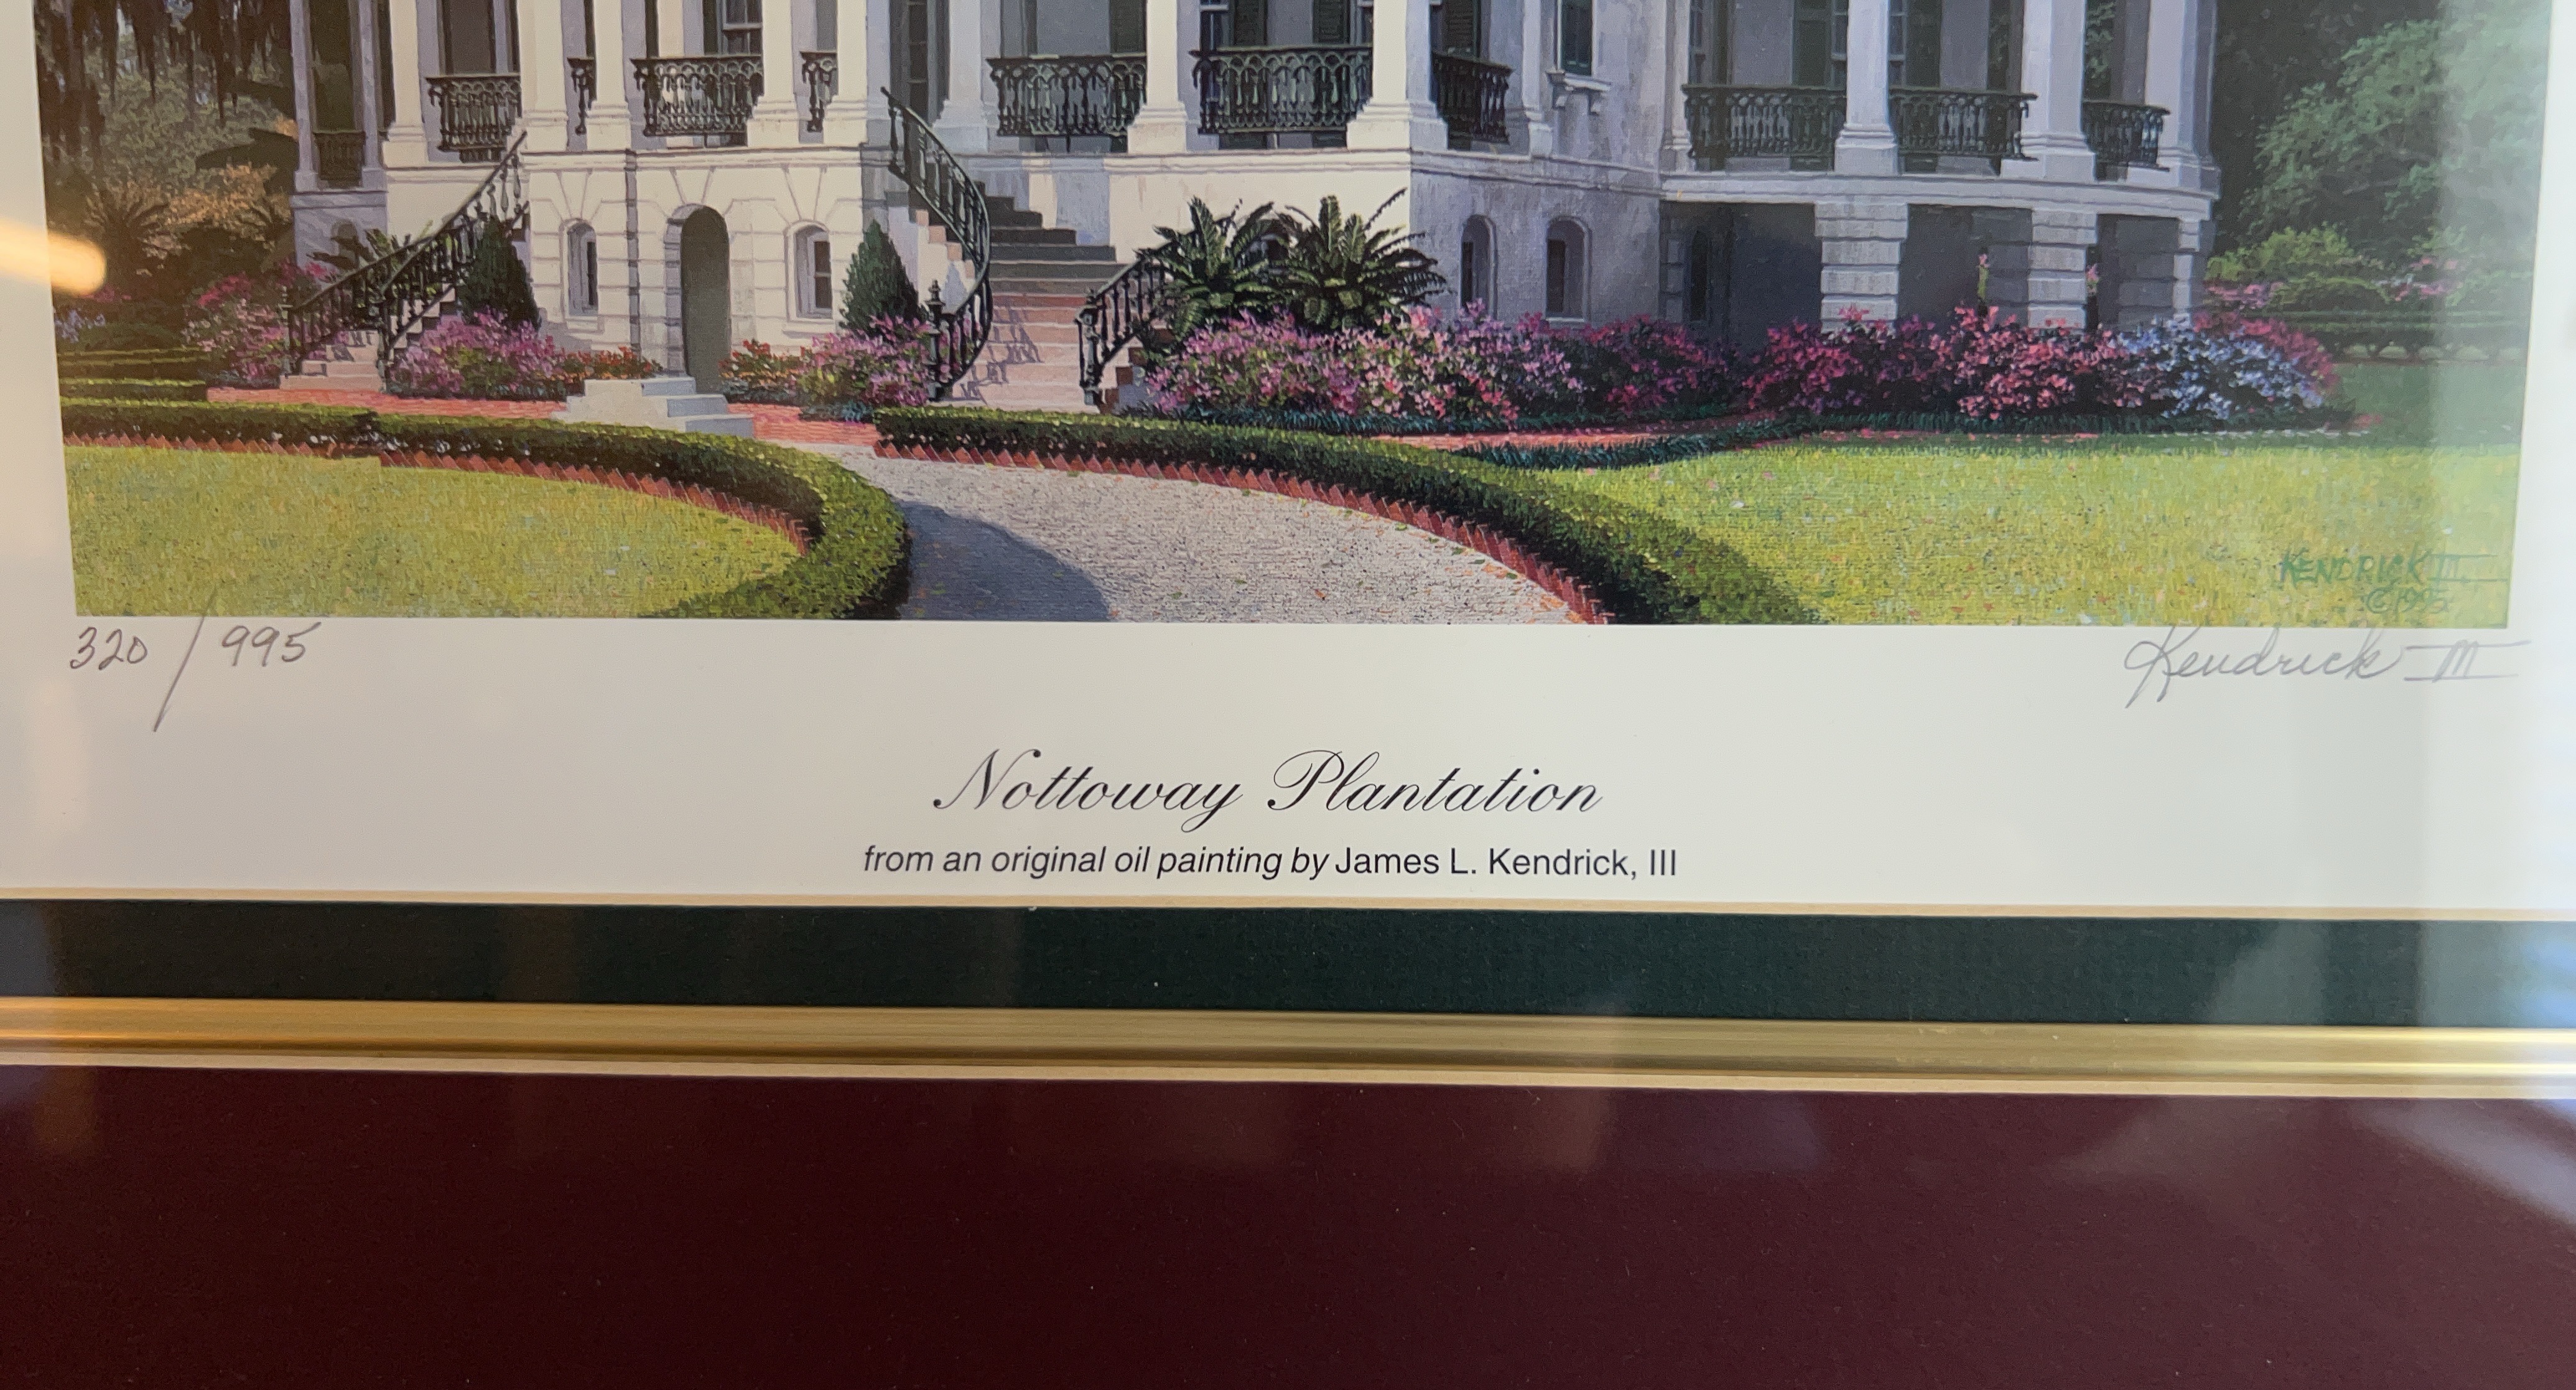 KENDRICK III
© 1995
320 / 995
Kendrick III
Nottoway Plantation
from an original oil painting by James L. Kendrick, III